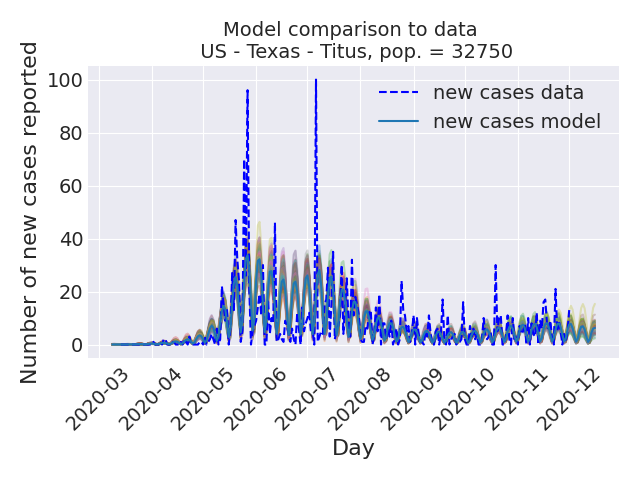 Model comparison to data
US - Texas - Titus, pop. = 32750
Number of new cases reported
100
80
60
40
20
0
new cases data
new cases model
2020-03
2020-04
2020-05
2020-06
2020-07
2020-08
2020-09
2020-10
2020-11
2020-12
Day